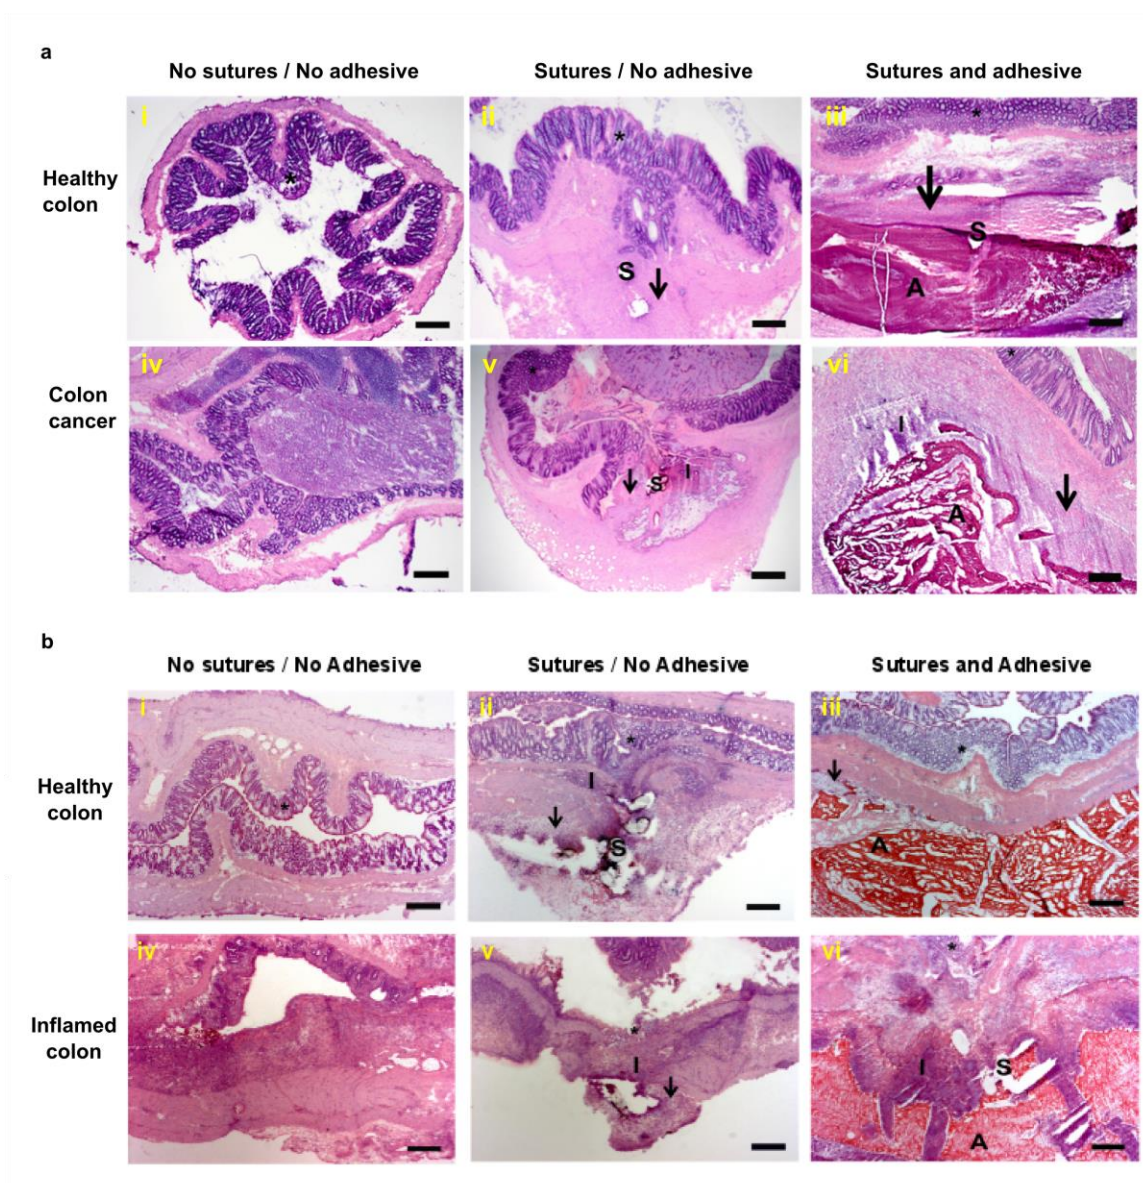 a
No sutures / No adhesive
Sutures / No adhesive
Sutures and adhesive
Healthy
colon
i
*
ii
*
S
iii
*
S
A
Colon
cancer
iv
v
*
S
I
vi
*
I
A
b
No sutures / No Adhesive
Sutures / No Adhesive
Sutures and Adhesive
Healthy
colon
i
*
ii
*
I
S
iii
*
A
Inflamed
colon
iv
v
*
I
vi
*
I
S
A